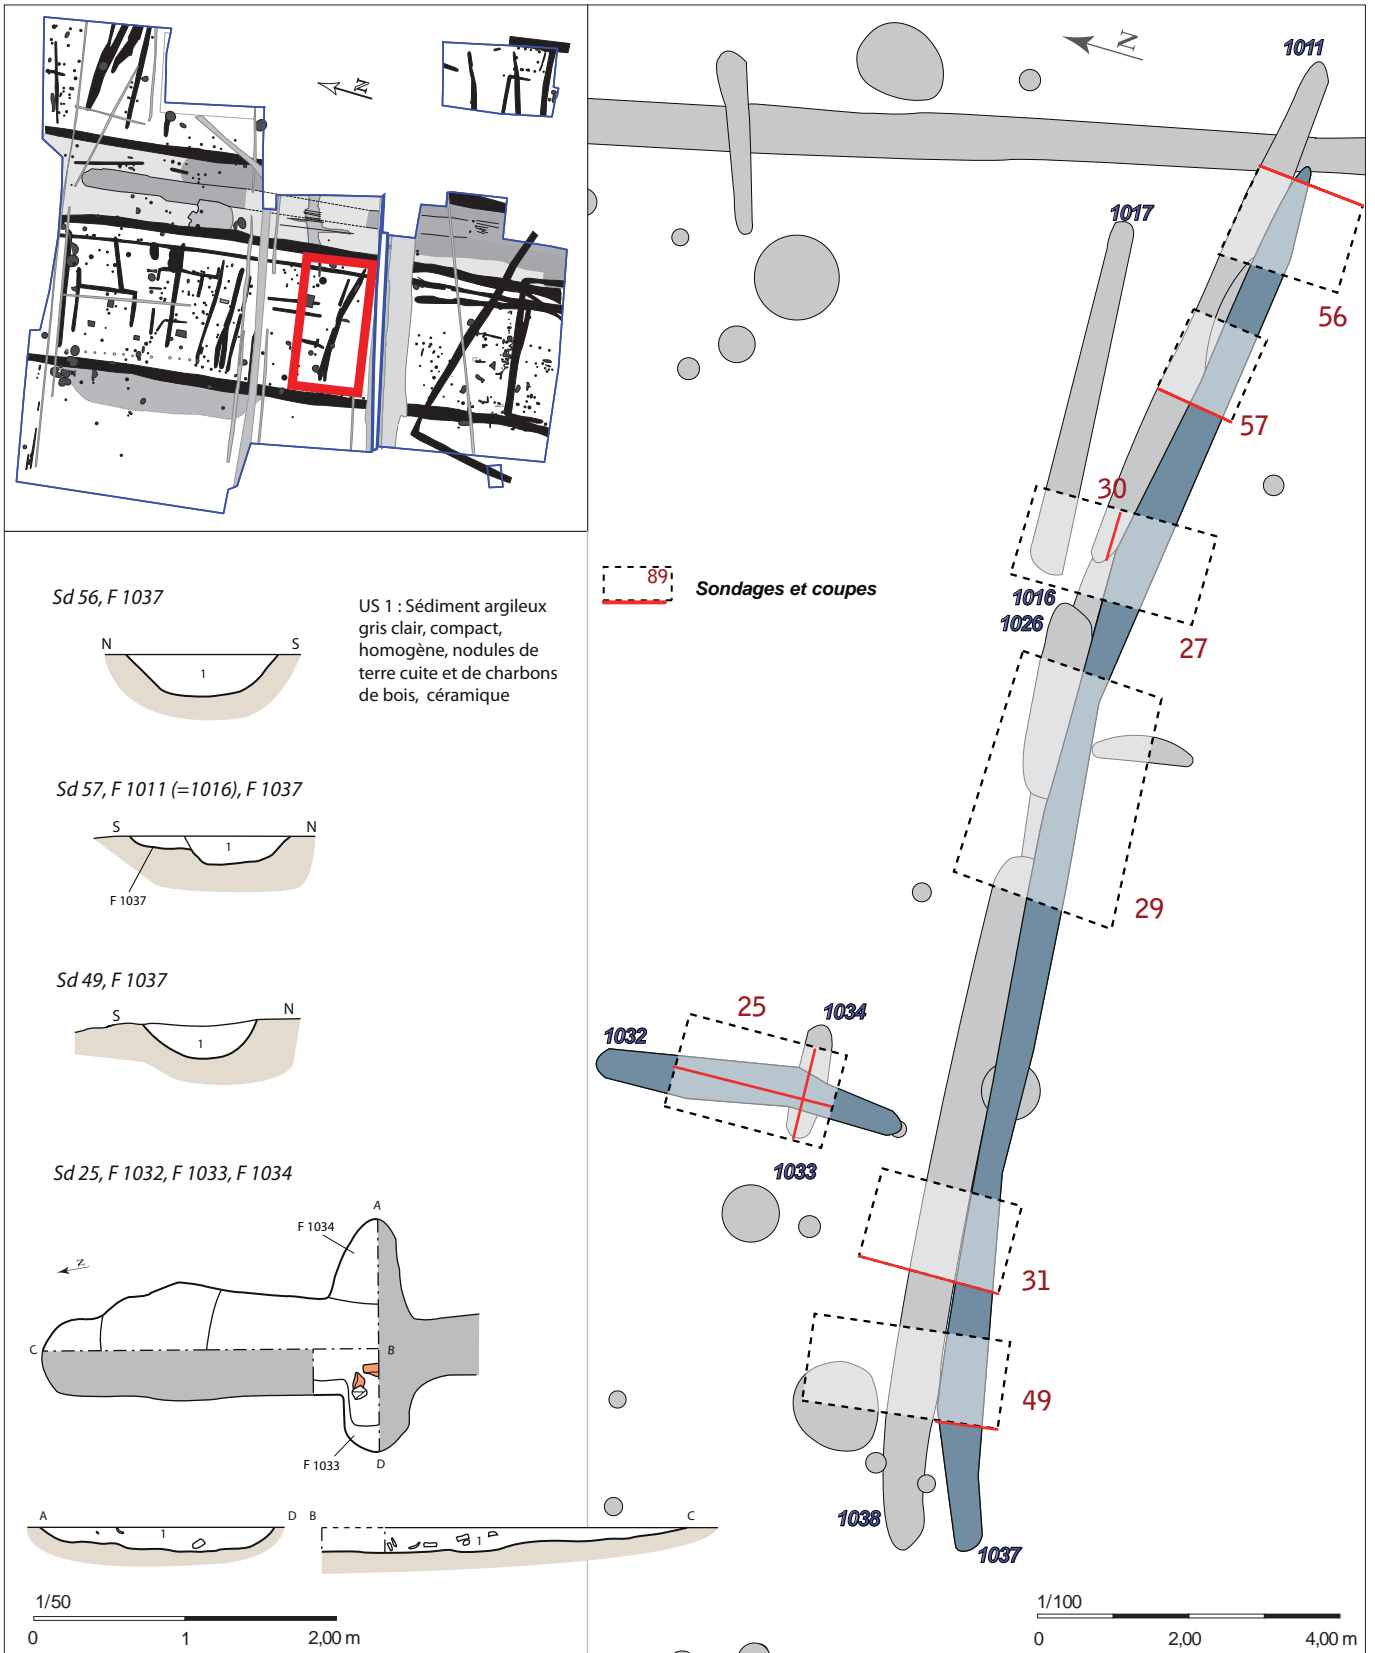 N
N
1011
1017
56
57
30
89
Sondages et coupes
1016
1026
27
29
25
1034
1032
1033
31
49
1038
1037
Sd 56, F 1037
N
S
1
US 1 : Sédiment argileux
gris clair, compact,
homogène, nodules de
terre cuite et de charbons
de bois, céramique
Sd 57, F 1011 (=1016), F 1037
S
N
1
F 1037
Sd 49, F 1037
S
N
1
Sd 25, F 1032, F 1033, F 1034
A
F 1034
N
C
B
F 1033
D
A
D
B
C
1
1
1/50
0
1
2,00 m
1/100
0
2,00
4,00 m